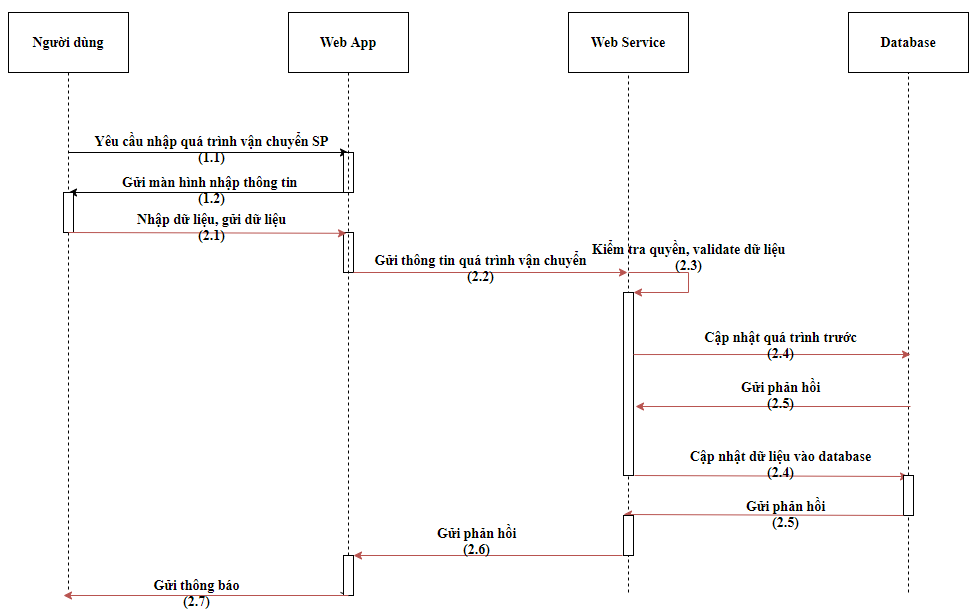 Người dùng
Web App
Web Service
Database
Yêu cầu nhập quá trình vận chuyển SP
(1.1)
Gửi màn hình nhập thông tin
(1.2)
Nhập dữ liệu, gửi dữ liệu
(2.1)
Gửi thông tin quá trình vận chuyển
(2.2)
Kiểm tra quyền, validate dữ liệu
(2.3)
Cập nhật quá trình trước
(2.4)
Gửi phản hồi
(2.5)
Cập nhật dữ liệu vào database
(2.4)
Gửi phản hồi
(2.5)
Gửi phản hồi
(2.6)
Gửi thông báo
(2.7)